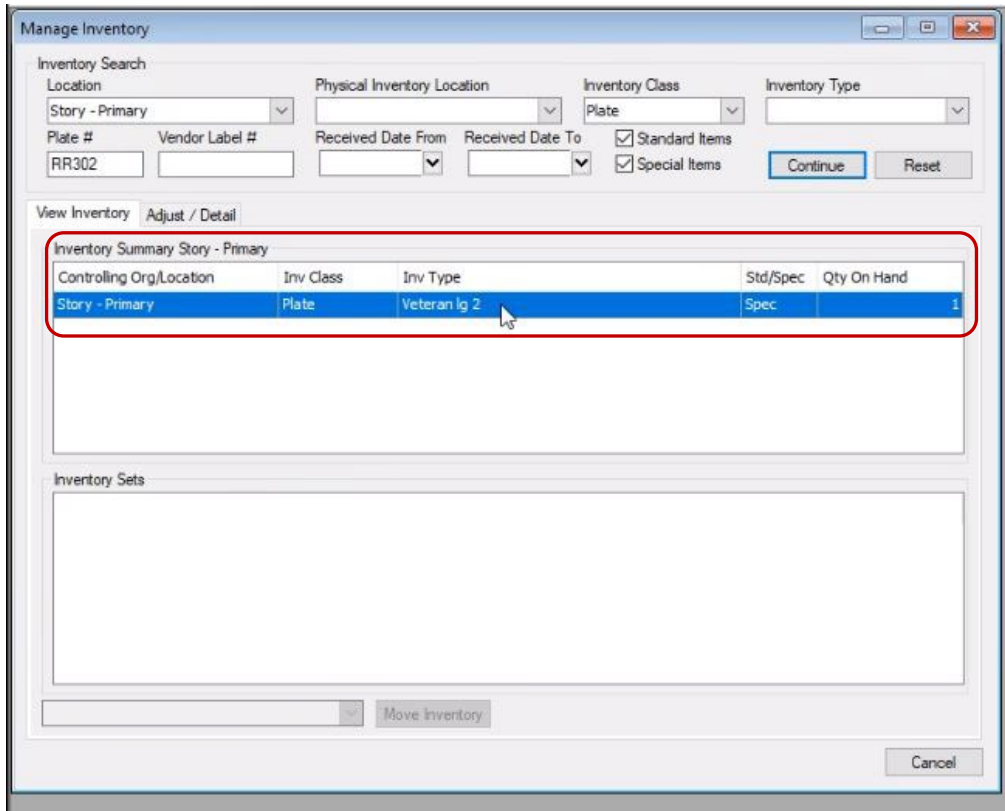 Manage Inventory
Inventory Search
Location Physical Inventory Location Inventory Class Inventory Type
Story - Primary Plate
Plate # Vendor Label # Received Date From Received Date To Standard Items
RR302 Special Items Continue Reset
View Inventory Adjust / Detail
Inventory Summary Story - Primary
Controlling Org/Location Inv Class Inv Type Std/Spec Qty On Hand
Story - Primary Plate Veteran lg 2 Spec 1
Inventory Sets
Move Inventory
Cancel